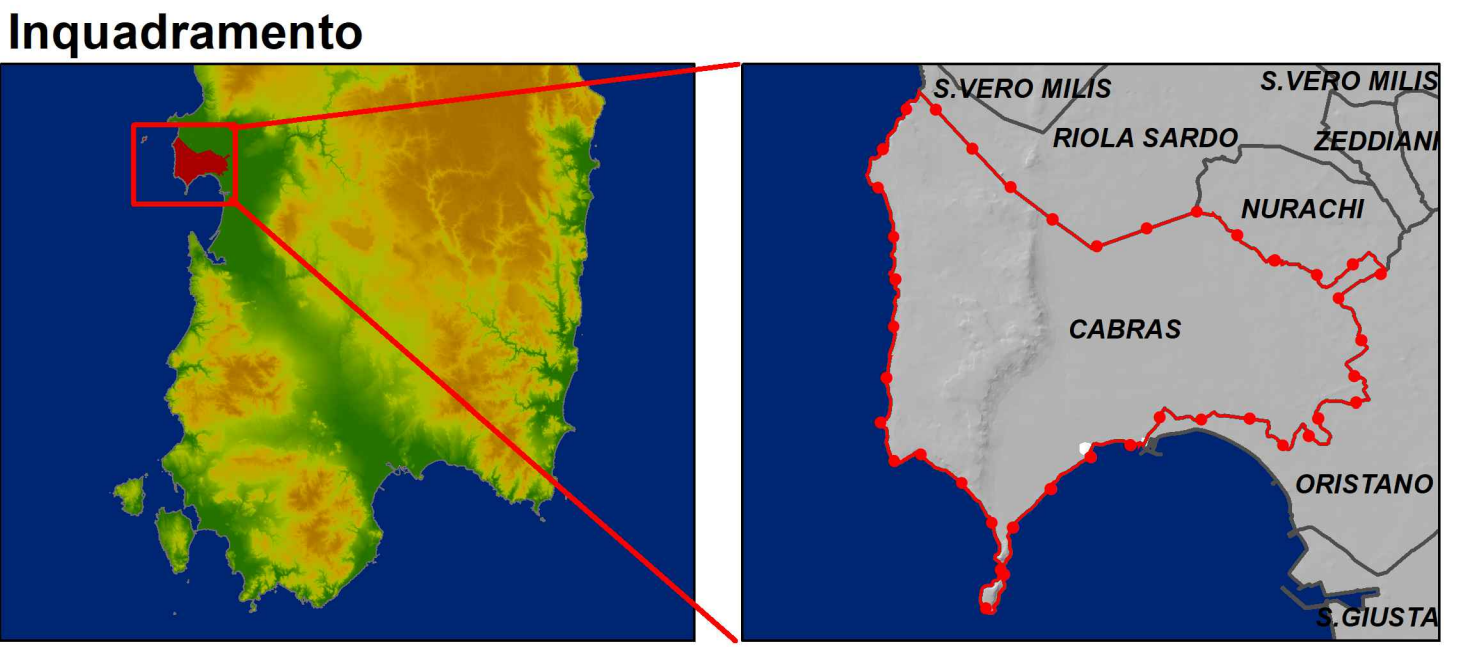 Inquadramento
S.VERO MILIS
S.VERO MILIS
RIOLA SARDO
ZEDDIANI
NURACHI
CABRAS
ORISTANO
S.GIUSTA